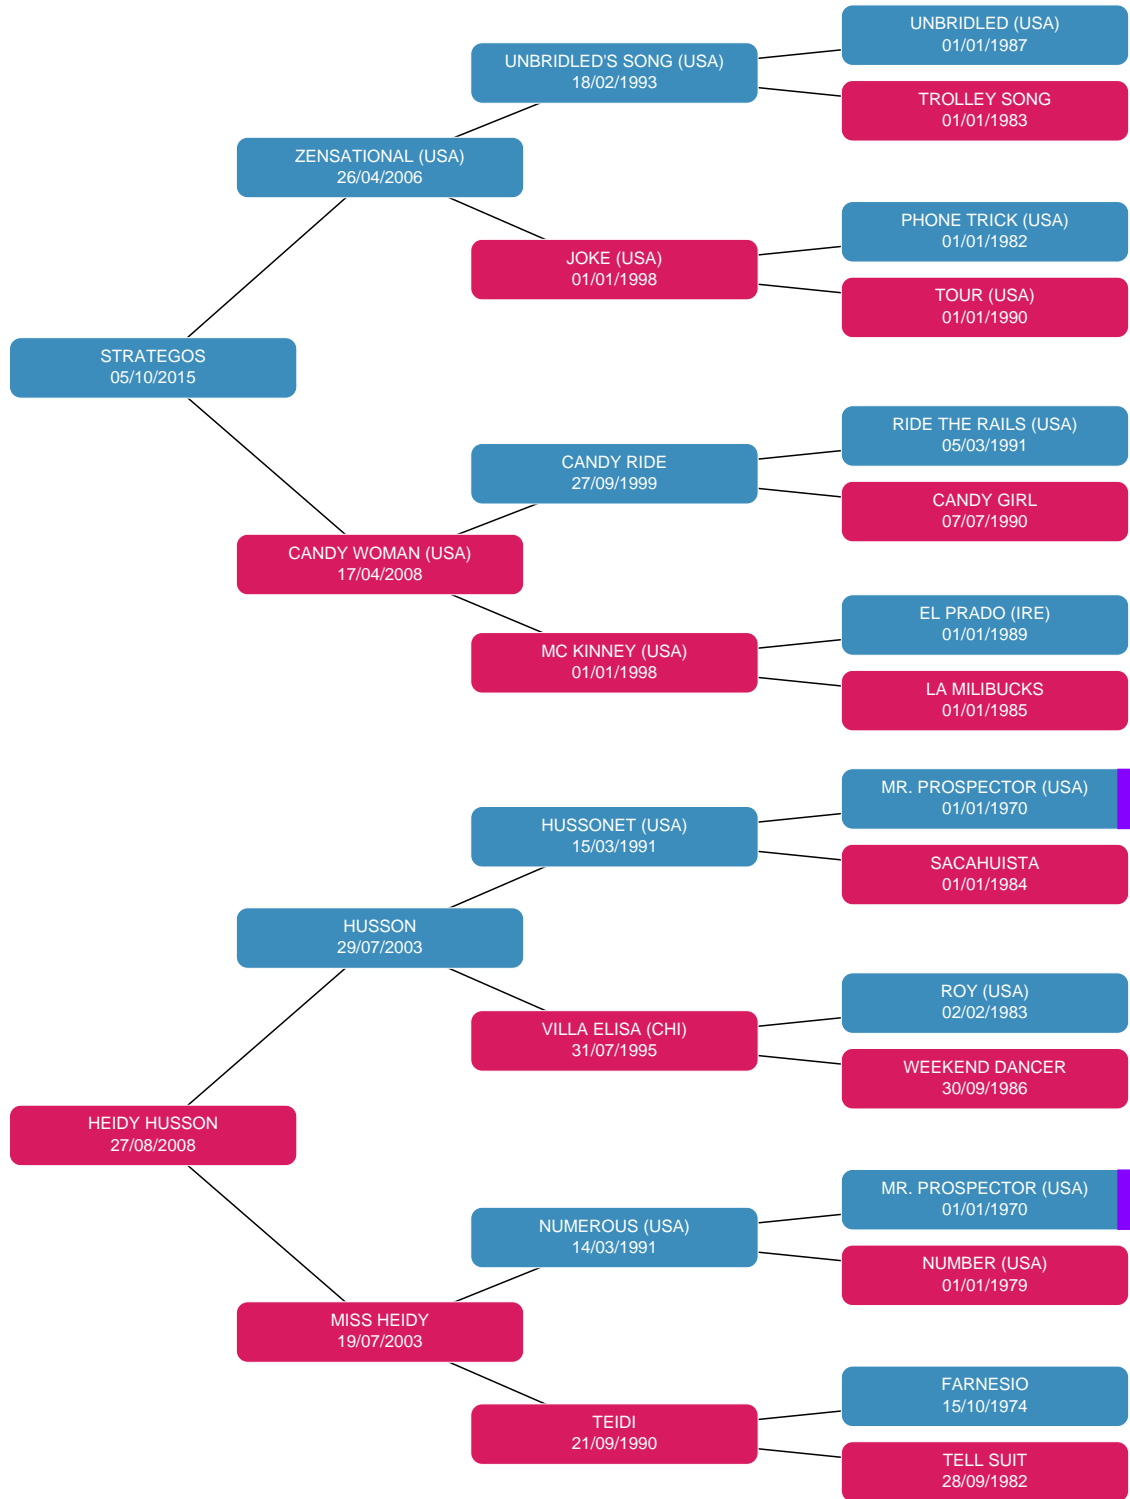 UNBRIDLED (USA)
01/01/1987
UNBRIDLED'S SONG (USA)
18/02/1993
TROLLEY SONG
01/01/1983
ZENSATIONAL (USA)
26/04/2006
PHONE TRICK (USA)
01/01/1982
JOKE (USA)
01/01/1998
TOUR (USA)
01/01/1990
STRATEGOS
05/10/2015
RIDE THE RAILS (USA)
05/03/1991
CANDY RIDE
27/09/1999
CANDY GIRL
07/07/1990
CANDY WOMAN (USA)
17/04/2008
EL PRADO (IRE)
01/01/1989
MC KINNEY (USA)
01/01/1998
LA MILIBUCKS
01/01/1985
MR. PROSPECTOR (USA)
01/01/1970
HUSSONET (USA)
15/03/1991
SACAHUISTA
01/01/1984
HUSSON
29/07/2003
ROY (USA)
02/02/1983
VILLA ELISA (CHI)
31/07/1995
WEEKEND DANCER
30/09/1986
HEIDY HUSSON
27/08/2008
MR. PROSPECTOR (USA)
01/01/1970
NUMEROUS (USA)
14/03/1991
NUMBER (USA)
01/01/1979
MISS HEIDY
19/07/2003
FARNESIO
15/10/1974
TEIDI
21/09/1990
TELL SUIT
28/09/1982